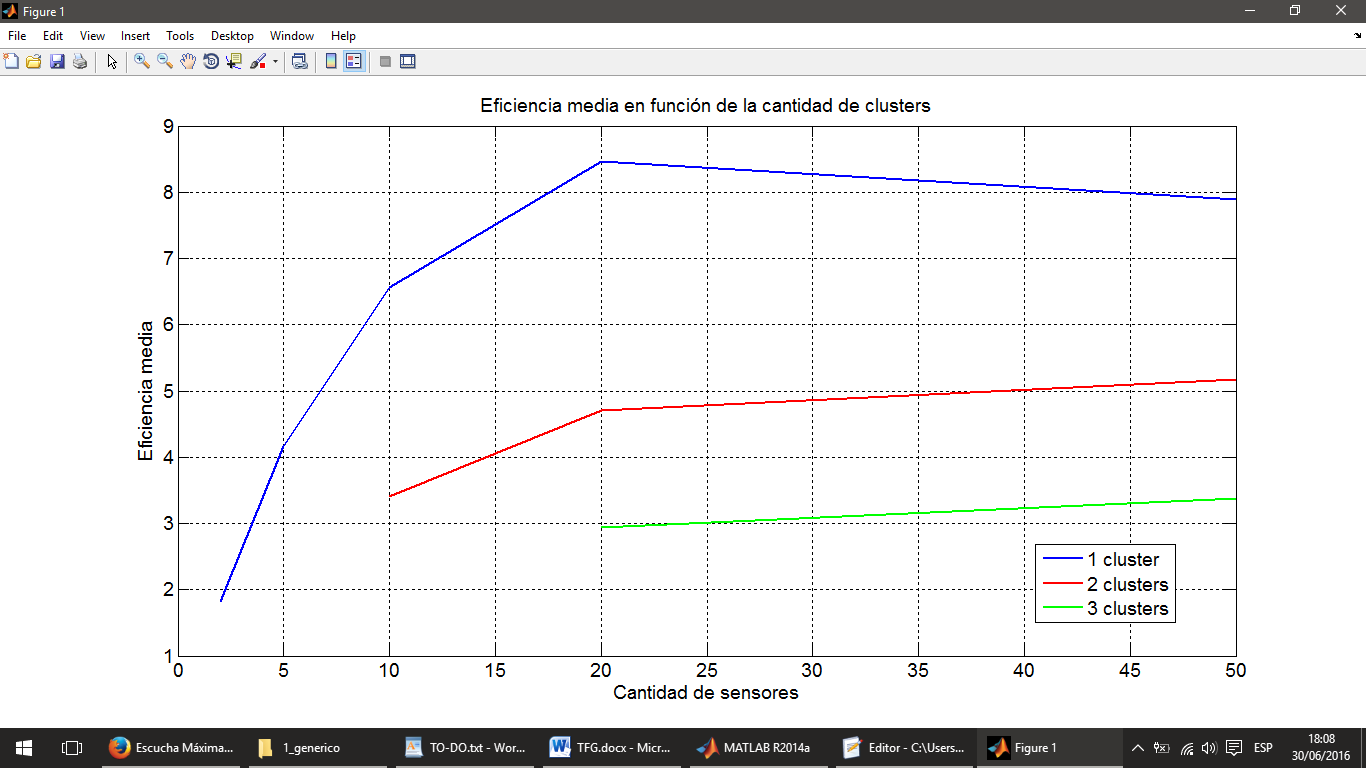 Figure 1
File Edit View Insert Tools Desktop Window Help
Eficiencia media en función de la cantidad de clusters
9
8
7
6
5
4
3
2
1
Eficiencia media
0 5 10 15 20 25 30 35 40 45 50
Cantidad de sensores
1 cluster
2 clusters
3 clusters
Escucha Máxima... 1_generico TO-DO.txt - Wor... TFG.docx - Micr... MATLAB R2014a Editor - C:\Users... Figure 1 ESP 18:08
30/06/2016